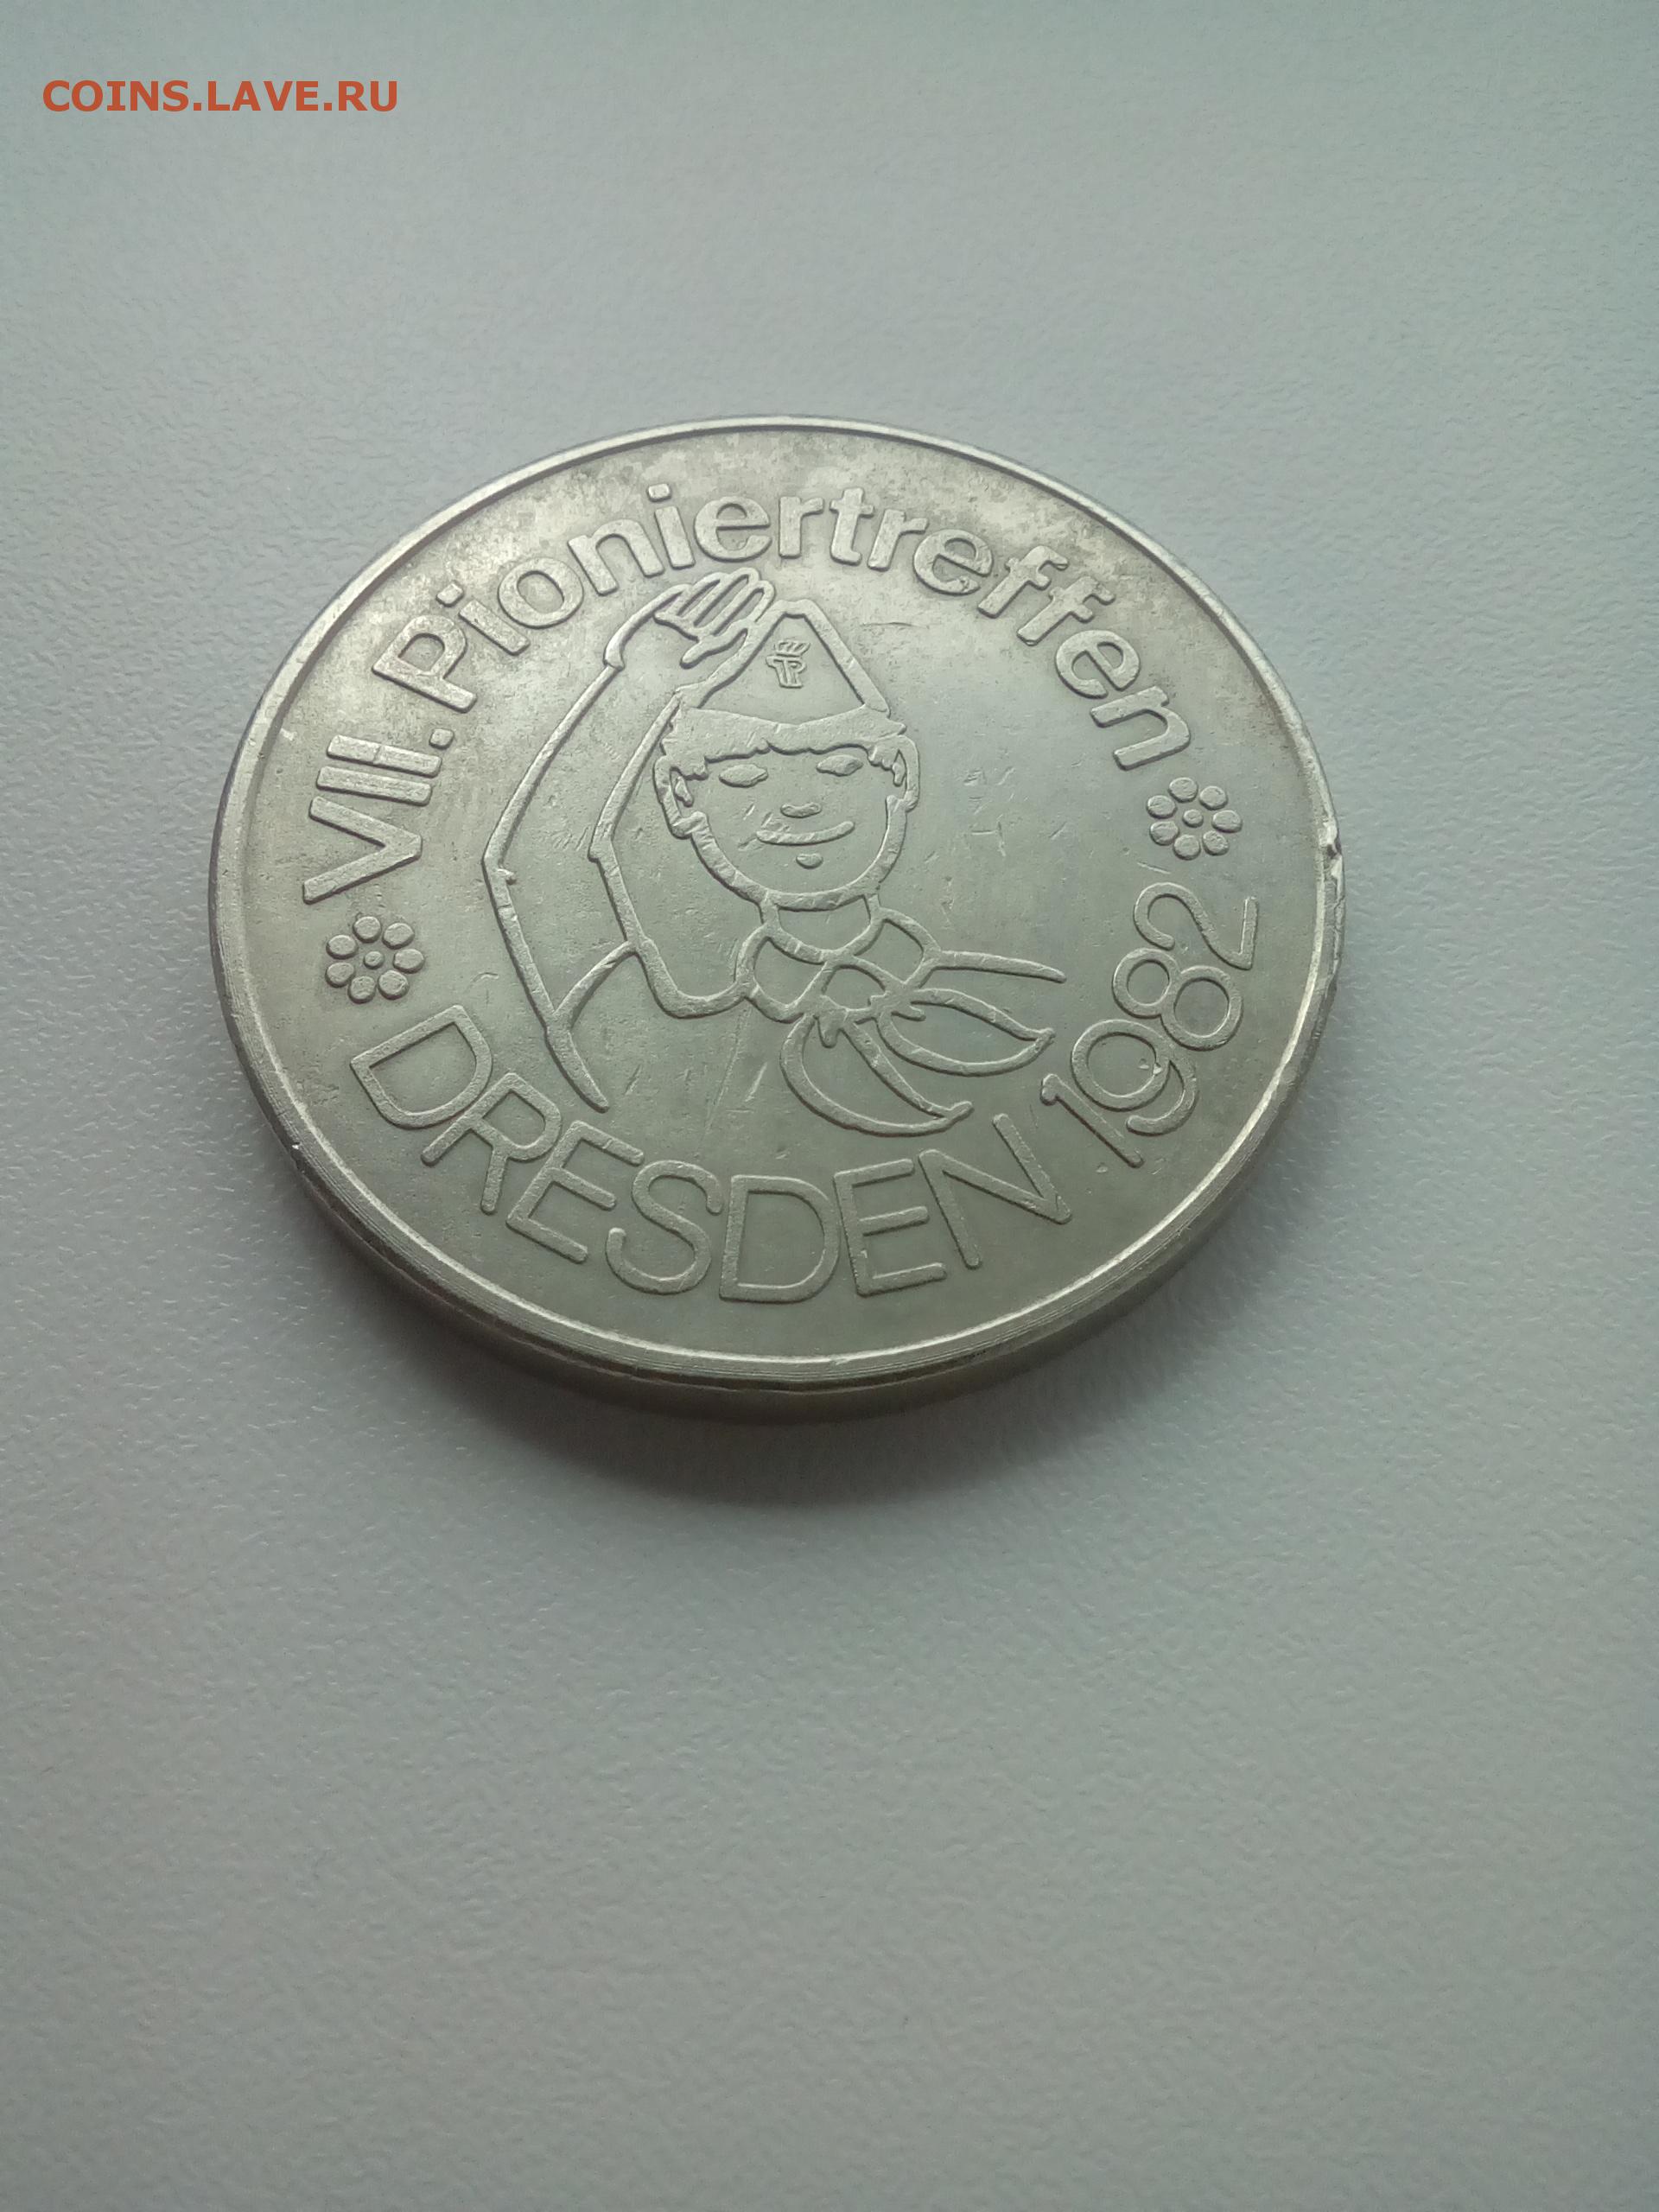 COINS.LAVE.RU
VII. Pioniertreffen
DRESDEN 1982